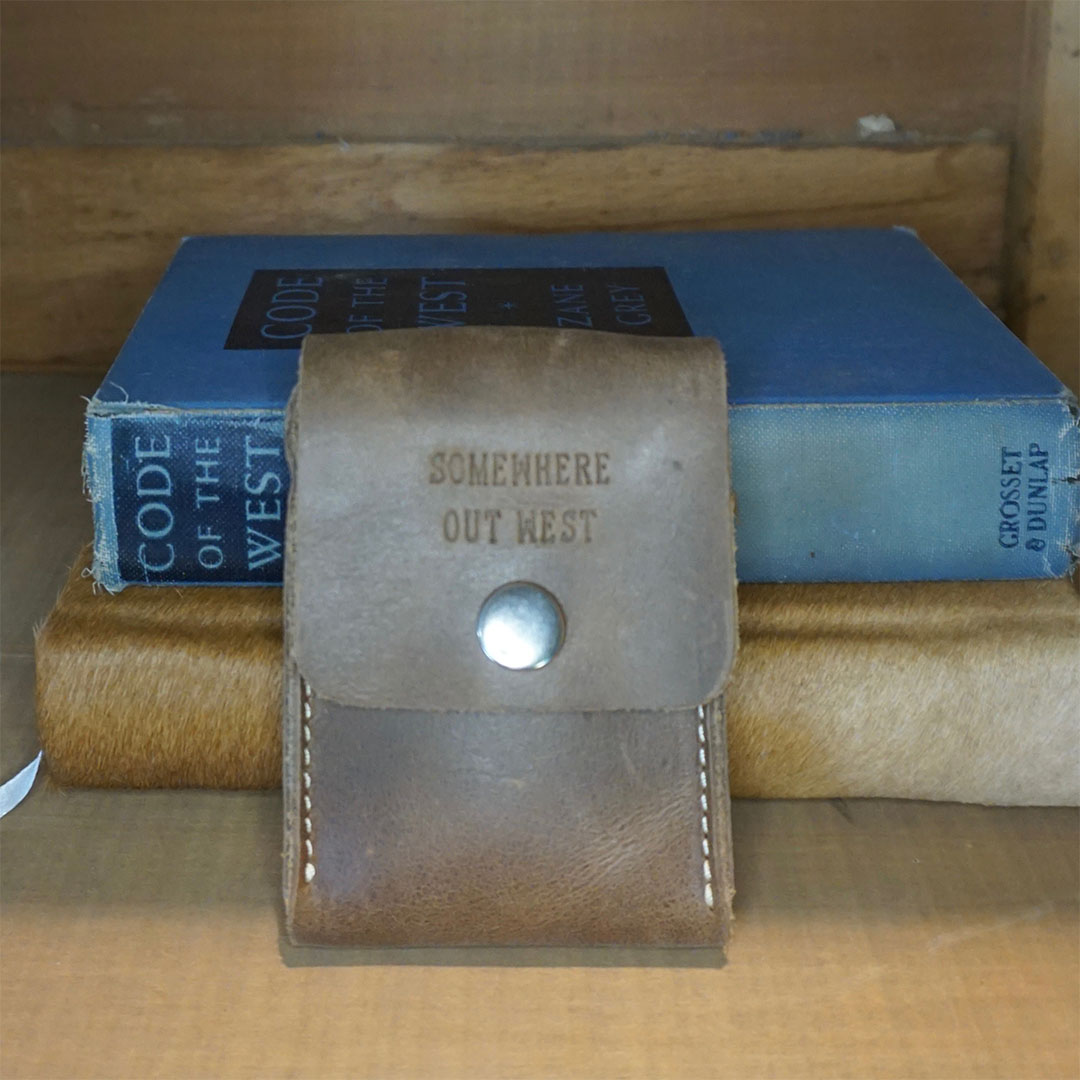 CODE
OF THE
WEST
ZANE
GREY
CODE
OF THE
WEST
GROSSET
& DUNLAP
SOMEWHERE
OUT WEST